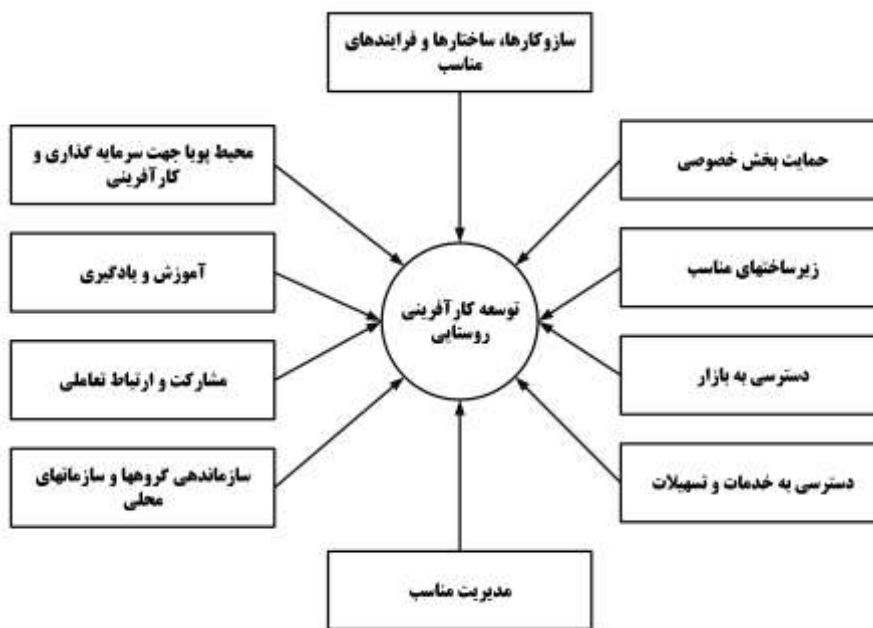 سازوکارها، ساختارها و فرایندهای
مناسب
حمایت بخش خصوصی
زیرساختهای مناسب
دسترسی به بازار
دسترسی به خدمات و تسهیلات
محیط پویا جهت سرمایه گذاری و
کارآفرینی
آموزش و یادگیری
مشارکت و ارتباط تعاملی
سازماندهی گروهها و سازمانهای
محلی
توسعه کارآفرینی
روستایی
مدیریت مناسب